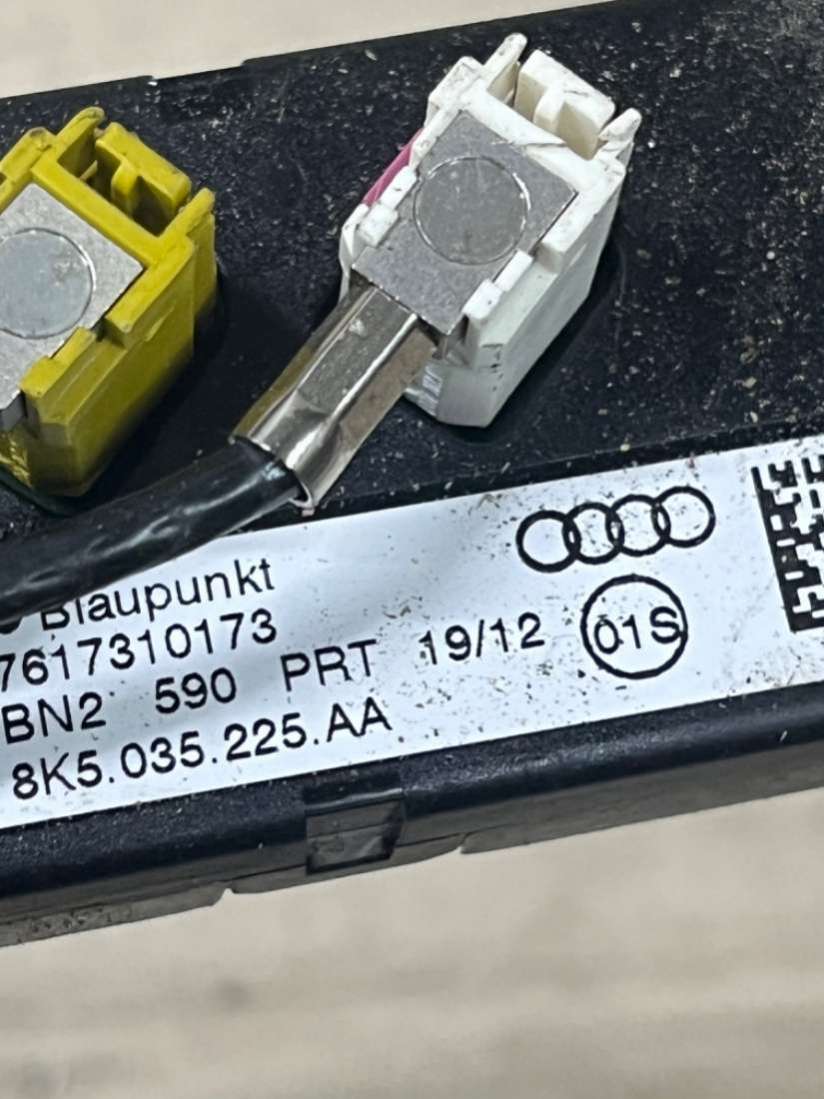 Blaupunkt
7617310173
BN2 590 PRT 19/12 01S
8K5.035.225.AA